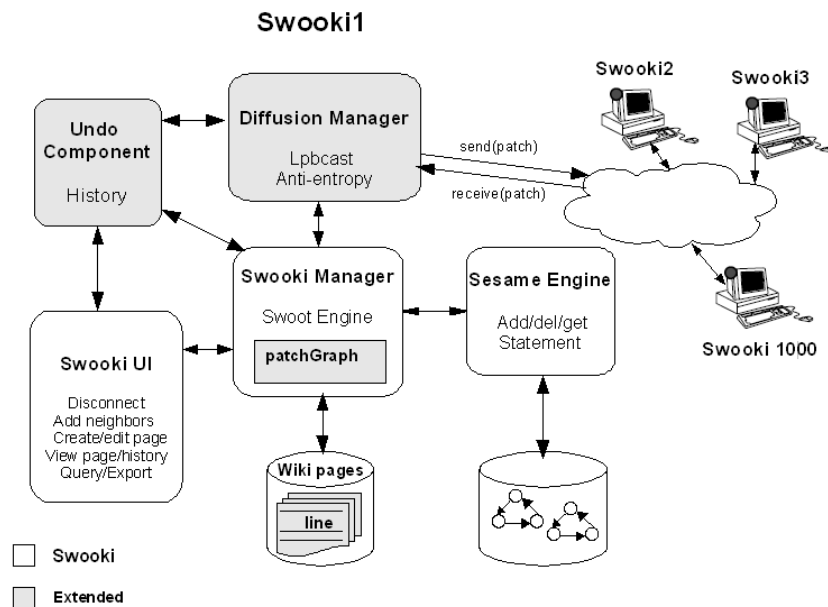 Swooki1
Swooki2
Swooki3
Diffusion Manager
Lpbcast
Anti-entropy
Undo
Component
History
send(patch)
receive(patch)
Swooki Manager
Swoot Engine
patchGraph
Sesame Engine
Add/del/get
Statement
Swooki 1000
Swooki UI
Disconnect
Add neighbors
Create/edit page
View page/history
Query/Export
Wiki pages
line
Swooki
Extended